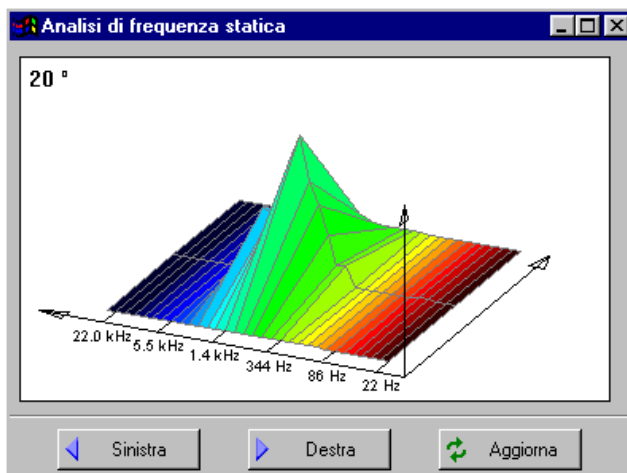 Analisi di frequenza statica
20 °
22.0 kHz
5.5 kHz
1.4 kHz
344 Hz
86 Hz
22 Hz
Sinistra
Destra
Aggiorna